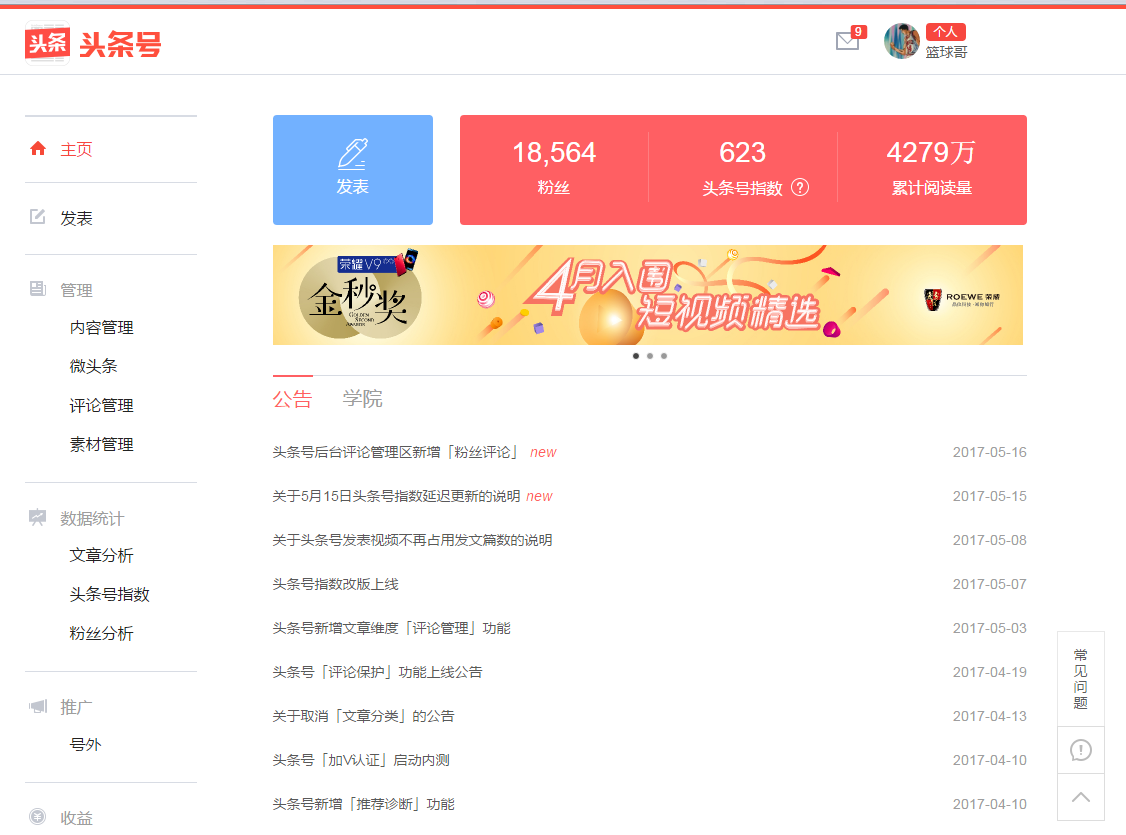 头条 头条号
9
个人
篮球哥
主页
发表
管理
内容管理
微头条
评论管理
素材管理
数据统计
文章分析
头条号指数
粉丝分析
推广
号外
收益
发表
18,564
粉丝
623
头条号指数 ?
4279万
累计阅读量
荣耀V9
金秒奖
GOLDEN
SECOND
AWARDS
4月入围
短视频精选
ROEWE 荣威
公告 学院
头条号后台评论管理区新增「粉丝评论」 new 2017-05-16
关于5月15日头条号指数延迟更新的说明 new 2017-05-15
关于头条号发表视频不再占用发文篇数的说明 2017-05-08
头条号指数改版上线 2017-05-07
头条号新增文章维度「评论管理」功能 2017-05-03
头条号「评论保护」功能上线公告 2017-04-19
关于取消「文章分类」的公告 2017-04-13
头条号「加V认证」启动内测 2017-04-10
头条号新增「推荐诊断」功能 2017-04-10
常见问题